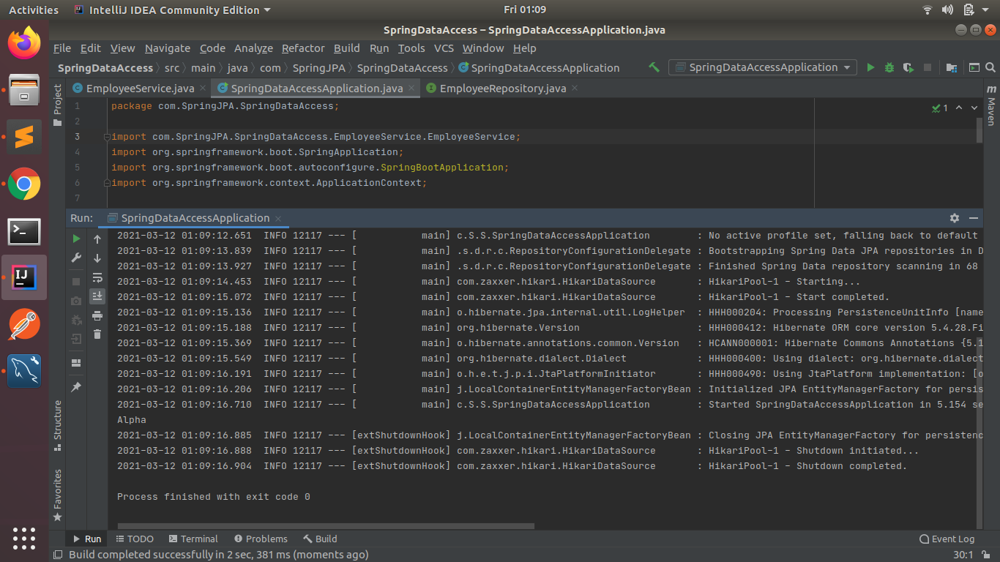 Activities IntelliJ IDEA Community Edition Fri 01:09
SpringDataAccess – SpringDataAccessApplication.java
File Edit View Navigate Code Analyze Refactor Build Run Tools VCS Window Help
SpringDataAccess src main java com SpringJPA SpringDataAccess SpringDataAccessApplication SpringDataAccessApplication
EmployeeService.java SpringDataAccessApplication.java EmployeeRepository.java
Project
Maven
1 package com.SpringJPA.SpringDataAccess; 1
2
3 import com.SpringJPA.SpringDataAccess.EmployeeService.EmployeeService;
4 import org.springframework.boot.SpringApplication;
5 import org.springframework.boot.autoconfigure.SpringBootApplication;
6 import org.springframework.context.ApplicationContext;
7
Run: SpringDataAccessApplication
2021-03-12 01:09:12.651  INFO 12117 --- [           main] c.S.S.SpringDataAccessApplication        : No active profile set, falling back to default
2021-03-12 01:09:13.839  INFO 12117 --- [           main] .s.d.r.c.RepositoryConfigurationDelegate : Bootstrapping Spring Data JPA repositories in D
2021-03-12 01:09:13.927  INFO 12117 --- [           main] .s.d.r.c.RepositoryConfigurationDelegate : Finished Spring Data repository scanning in 68
2021-03-12 01:09:14.453  INFO 12117 --- [           main] com.zaxxer.hikari.HikariDataSource       : HikariPool-1 - Starting...
2021-03-12 01:09:15.072  INFO 12117 --- [           main] com.zaxxer.hikari.HikariDataSource       : HikariPool-1 - Start completed.
2021-03-12 01:09:15.136  INFO 12117 --- [           main] o.hibernate.jpa.internal.util.LogHelper  : HHH000204: Processing PersistenceUnitInfo [name
2021-03-12 01:09:15.188  INFO 12117 --- [           main] org.hibernate.Version                    : HHH000412: Hibernate ORM core version 5.4.28.Fi
2021-03-12 01:09:15.369  INFO 12117 --- [           main] o.hibernate.annotations.common.Version   : HCANN000001: Hibernate Commons Annotations {5.1
2021-03-12 01:09:15.549  INFO 12117 --- [           main] org.hibernate.dialect.Dialect            : HHH000400: Using dialect: org.hibernate.dialect
2021-03-12 01:09:16.191  INFO 12117 --- [           main] o.h.e.t.j.p.i.JtaPlatformInitiator       : HHH000490: Using JtaPlatform implementation: [o
2021-03-12 01:09:16.206  INFO 12117 --- [           main] j.LocalContainerEntityManagerFactoryBean : Initialized JPA EntityManagerFactory for persis
2021-03-12 01:09:16.710  INFO 12117 --- [           main] c.S.S.SpringDataAccessApplication        : Started SpringDataAccessApplication in 5.154 se
Alpha
2021-03-12 01:09:16.885  INFO 12117 --- [extShutdownHook] j.LocalContainerEntityManagerFactoryBean : Closing JPA EntityManagerFactory for persistenc
2021-03-12 01:09:16.888  INFO 12117 --- [extShutdownHook] com.zaxxer.hikari.HikariDataSource       : HikariPool-1 - Shutdown initiated...
2021-03-12 01:09:16.904  INFO 12117 --- [extShutdownHook] com.zaxxer.hikari.HikariDataSource       : HikariPool-1 - Shutdown completed.
Process finished with exit code 0
Structure
Favorites
Run TODO Terminal Problems Build Event Log
Build completed successfully in 2 sec, 381 ms (moments ago) 30:1